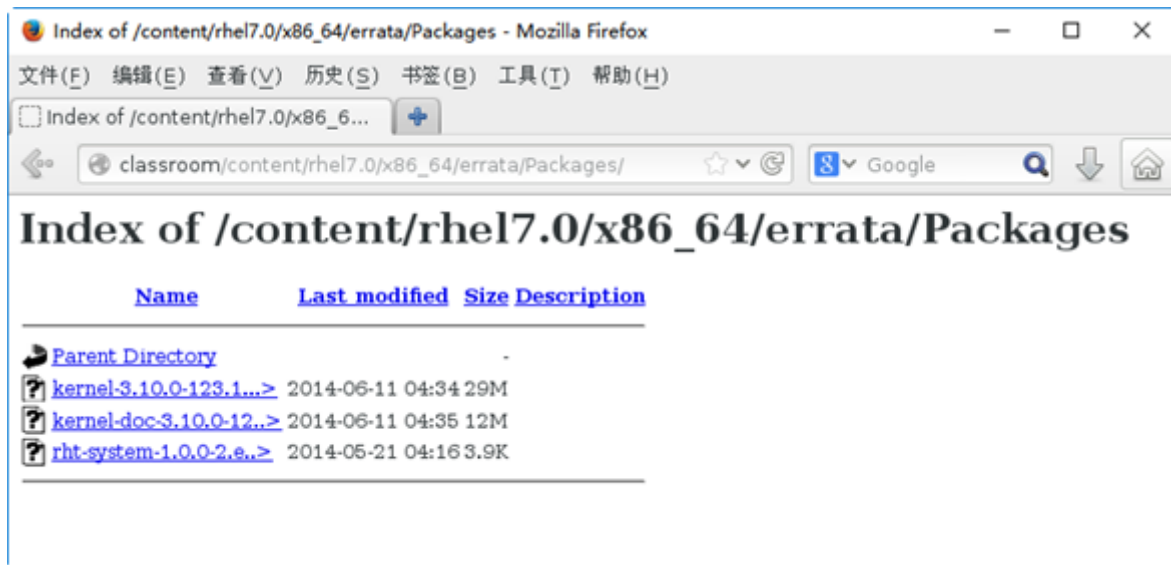 Index of /content/rhel7.0/x86_64/errata/Packages - Mozilla Firefox
文件(F) 编辑(E) 查看(V) 历史(S) 书签(B) 工具(T) 帮助(H)
Index of /content/rhel7.0/x86_6...
classroom/content/rhel7.0/x86_64/errata/Packages/ 8 Google
Index of /content/rhel7.0/x86_64/errata/Packages
Name Last modified Size Description
Parent Directory -
kernel-3.10.0-123.1...> 2014-06-11 04:34 29M
kernel-doc-3.10.0-12..> 2014-06-11 04:35 12M
rht-system-1.0.0-2.e..> 2014-05-21 04:16 3.9K